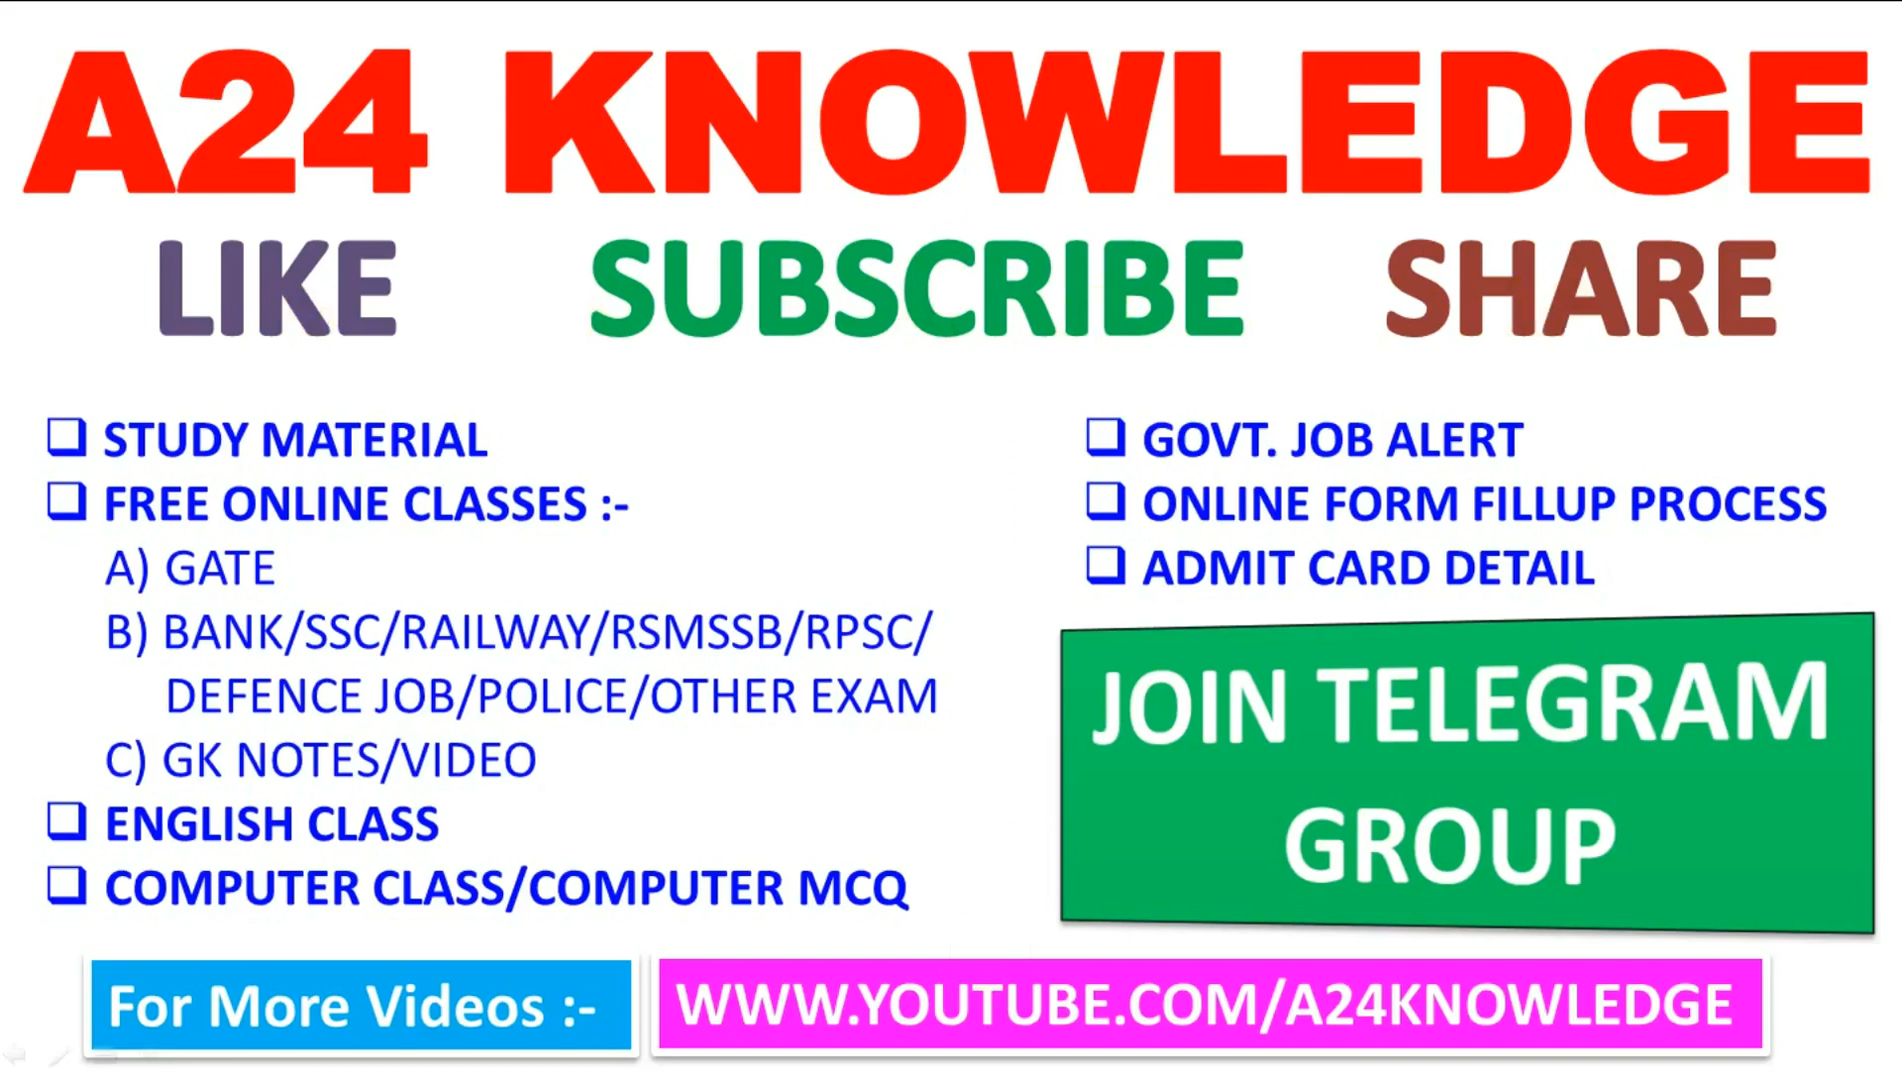 A24 KNOWLEDGE
LIKE SUBSCRIBE SHARE
STUDY MATERIAL
FREE ONLINE CLASSES :-
A) GATE
B) BANK/SSC/RAILWAY/RSMSSB/RPSC/
DEFENCE JOB/POLICE/OTHER EXAM
C) GK NOTES/VIDEO
ENGLISH CLASS
COMPUTER CLASS/COMPUTER MCQ
GOVT. JOB ALERT
ONLINE FORM FILLUP PROCESS
ADMIT CARD DETAIL
JOIN TELEGRAM
GROUP
For More Videos :-
WWW.YOUTUBE.COM/A24KNOWLEDGE